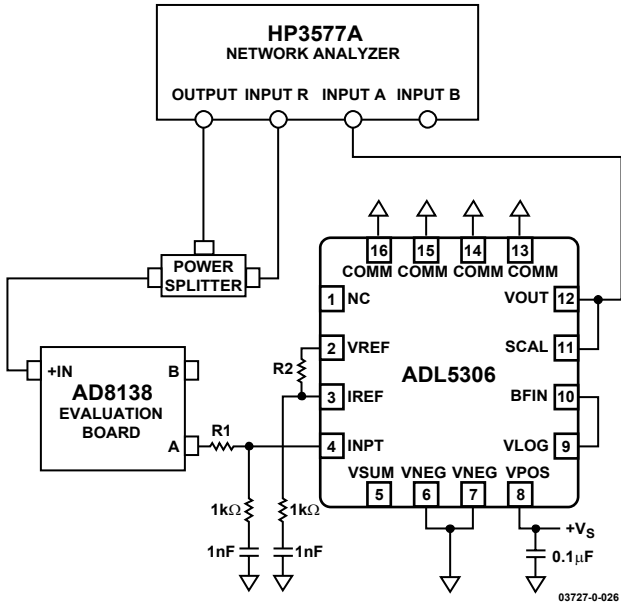 HP3577A
NETWORK ANALYZER
OUTPUT INPUT R INPUT A INPUT B
POWER
SPLITTER
16 15 14 13
COMM COMM COMM COMM
1 NC
VOUT 12
2 VREF
SCAL 11
R2
ADL5306
3 IREF
BFIN 10
+IN
B
AD8138
EVALUATION
BOARD
A
R1
4 INPT
VLOG 9
VSUM VNEG VNEG VPOS
5 6 7 8
1kΩ 1kΩ
+VS
1nF 1nF
0.1μF
03727-0-026